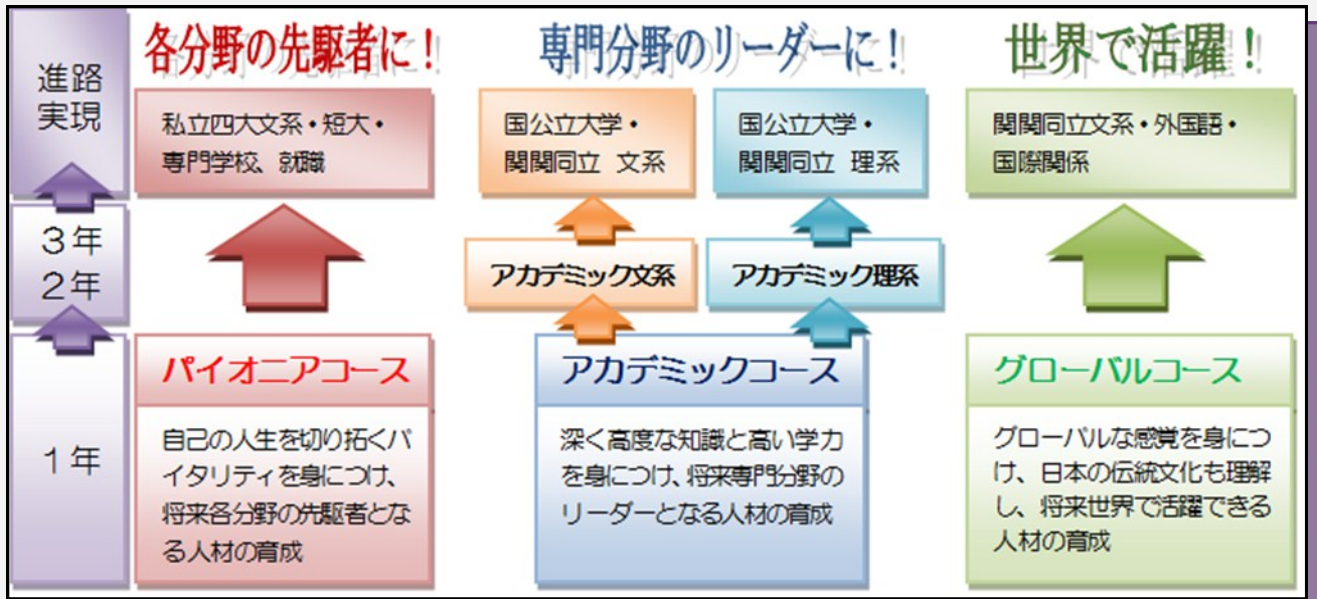 進路
実現
3年
2年
1年
各分野の先駆者に！
私立四大文系・短大・
専門学校、就職
パイオニアコース
自己の人生を切り拓くバ
イタリティを身につけ、
将来各分野の先駆者とな
る人材の育成
専門分野のリーダーに！
国公立大学・
関関同立 文系
国公立大学・
関関同立 理系
アカデミック文系
アカデミック理系
アカデミックコース
深く高度な知識と高い学力
を身につけ、将来専門分野の
リーダーとなる人材の育成
世界で活躍！
関関同立文系・外国語・
国際関係
グローバルコース
グローバルな感覚を身につ
け、日本の伝統文化も理解
し、将来世界で活躍できる
人材の育成